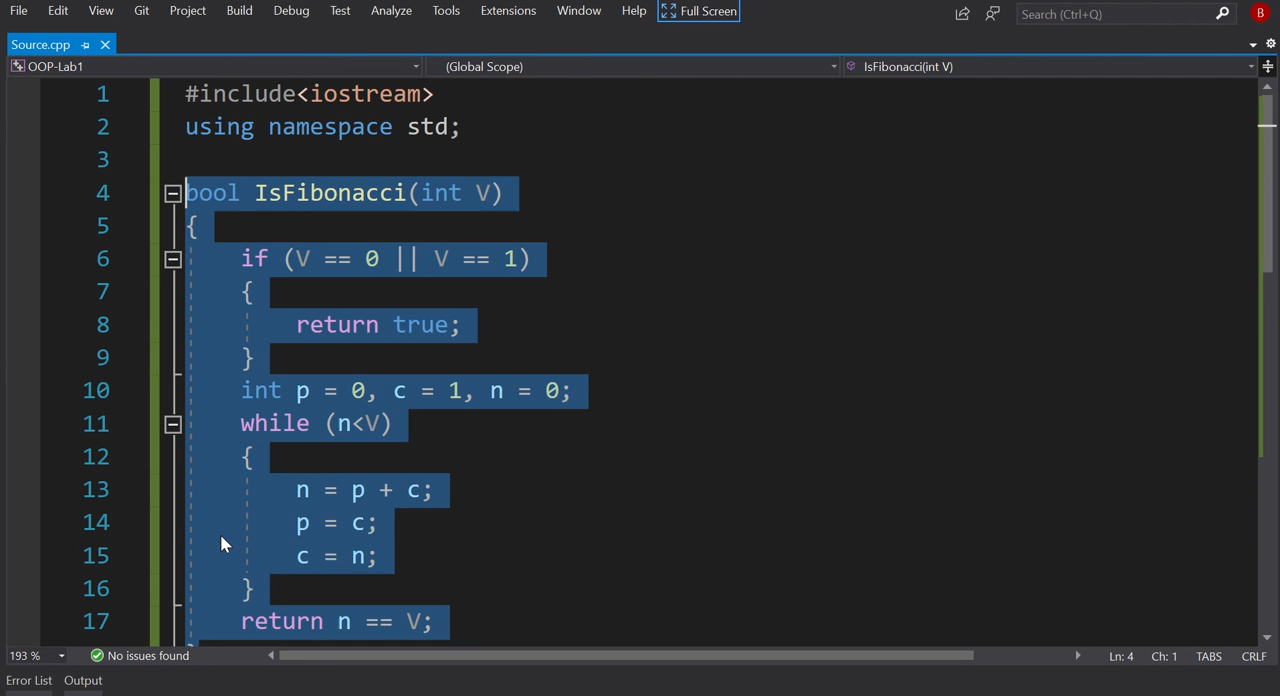 File Edit View Git Project Build Debug Test Analyze Tools Extensions Window Help Full Screen Search (Ctrl+Q) B
Source.cpp
OOP-Lab1 (Global Scope) IsFibonacci(int V)
1 #include<iostream>
2 using namespace std;
3
4 bool IsFibonacci(int V)
5 {
6 if (V == 0 || V == 1)
7 {
8 return true;
9 }
10 int p = 0, c = 1, n = 0;
11 while (n<V)
12 {
13 n = p + c;
14 p = c;
15 c = n;
16 }
17 return n == V;
193 % No issues found Ln: 4 Ch: 1 TABS CRLF
Error List Output